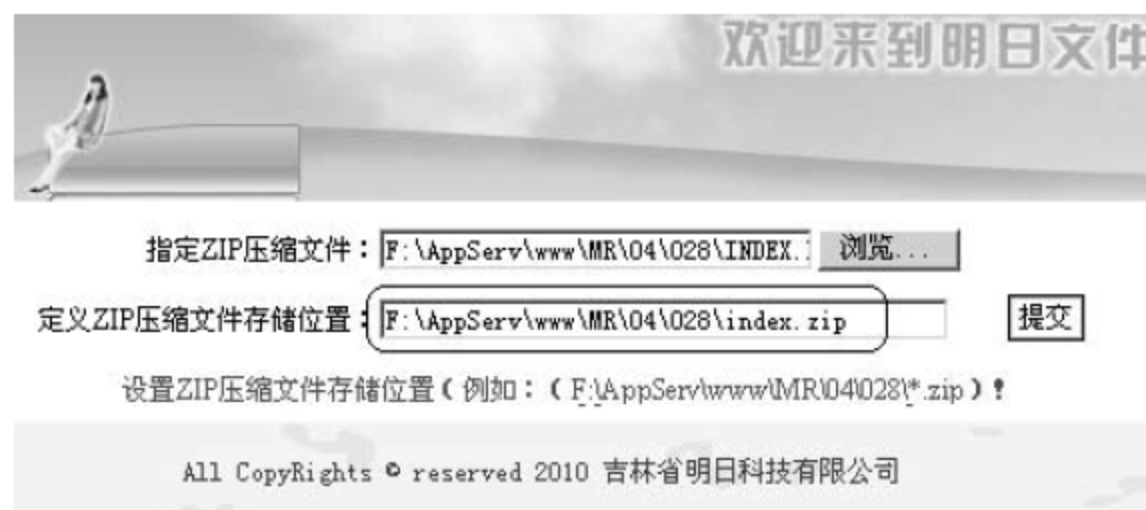 欢迎来到明日文件
指定ZIP压缩文件：F:\AppServ\www\MR\04\028\INDEX. 浏览...
定义ZIP压缩文件存储位置：F:\AppServ\www\MR\04\028\index.zip 提交
设置ZIP压缩文件存储位置(例如：(F:\AppServ\www\MR\04\028\*.zip)!
All CopyRights © reserved 2010 吉林省明日科技有限公司